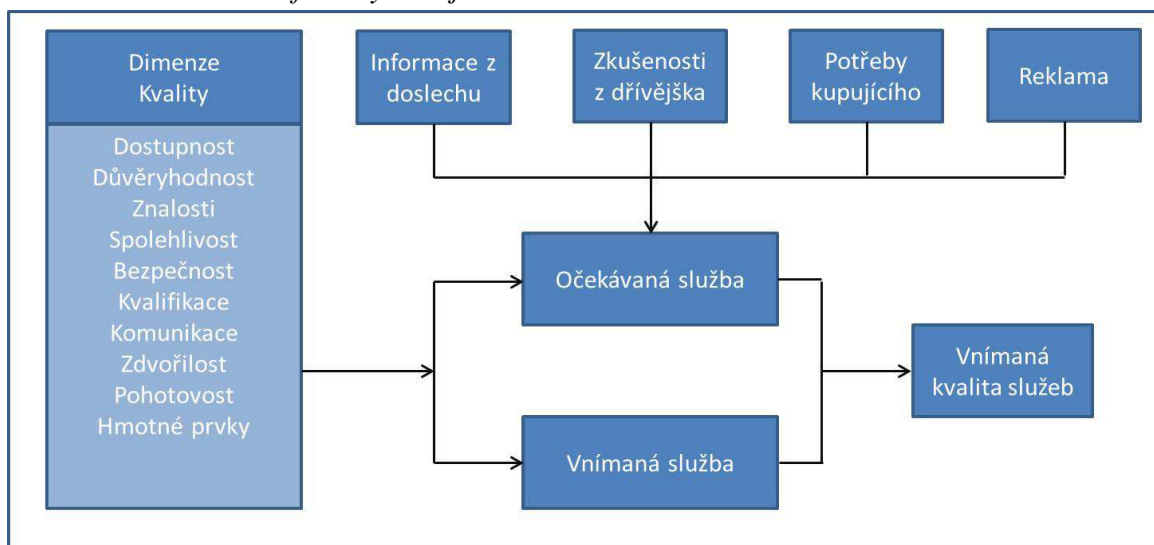 Dimenze
Kvality
Dostupnost
Důvěryhodnost
Znalosti
Spolehlivost
Bezpečnost
Kvalifikace
Komunikace
Zdvořilost
Pohotovost
Hmotné prvky
Informace z
doslechu
Zkušenosti
z dřívějška
Potřeby
kupujícího
Reklama
Očekávaná služba
Vnímaná služba
Vnímaná
kvalita služeb